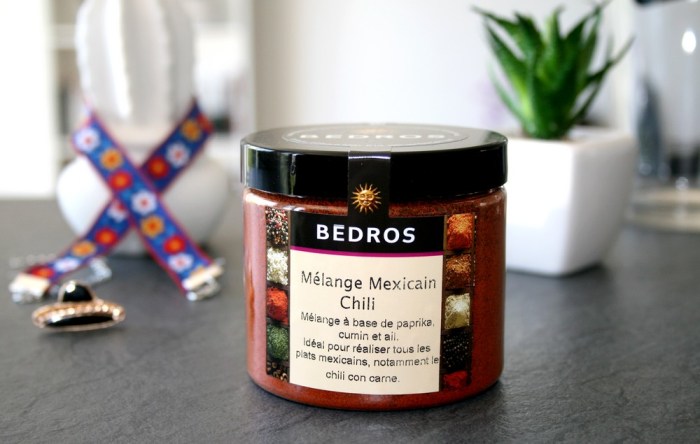 BEDROS
BEDROS
Mélange Mexicain
Chili
Mélange à base de paprika,
cumin et ail.
Idéal pour réaliser tous les
plats mexicains, notamment le
chili con carne.